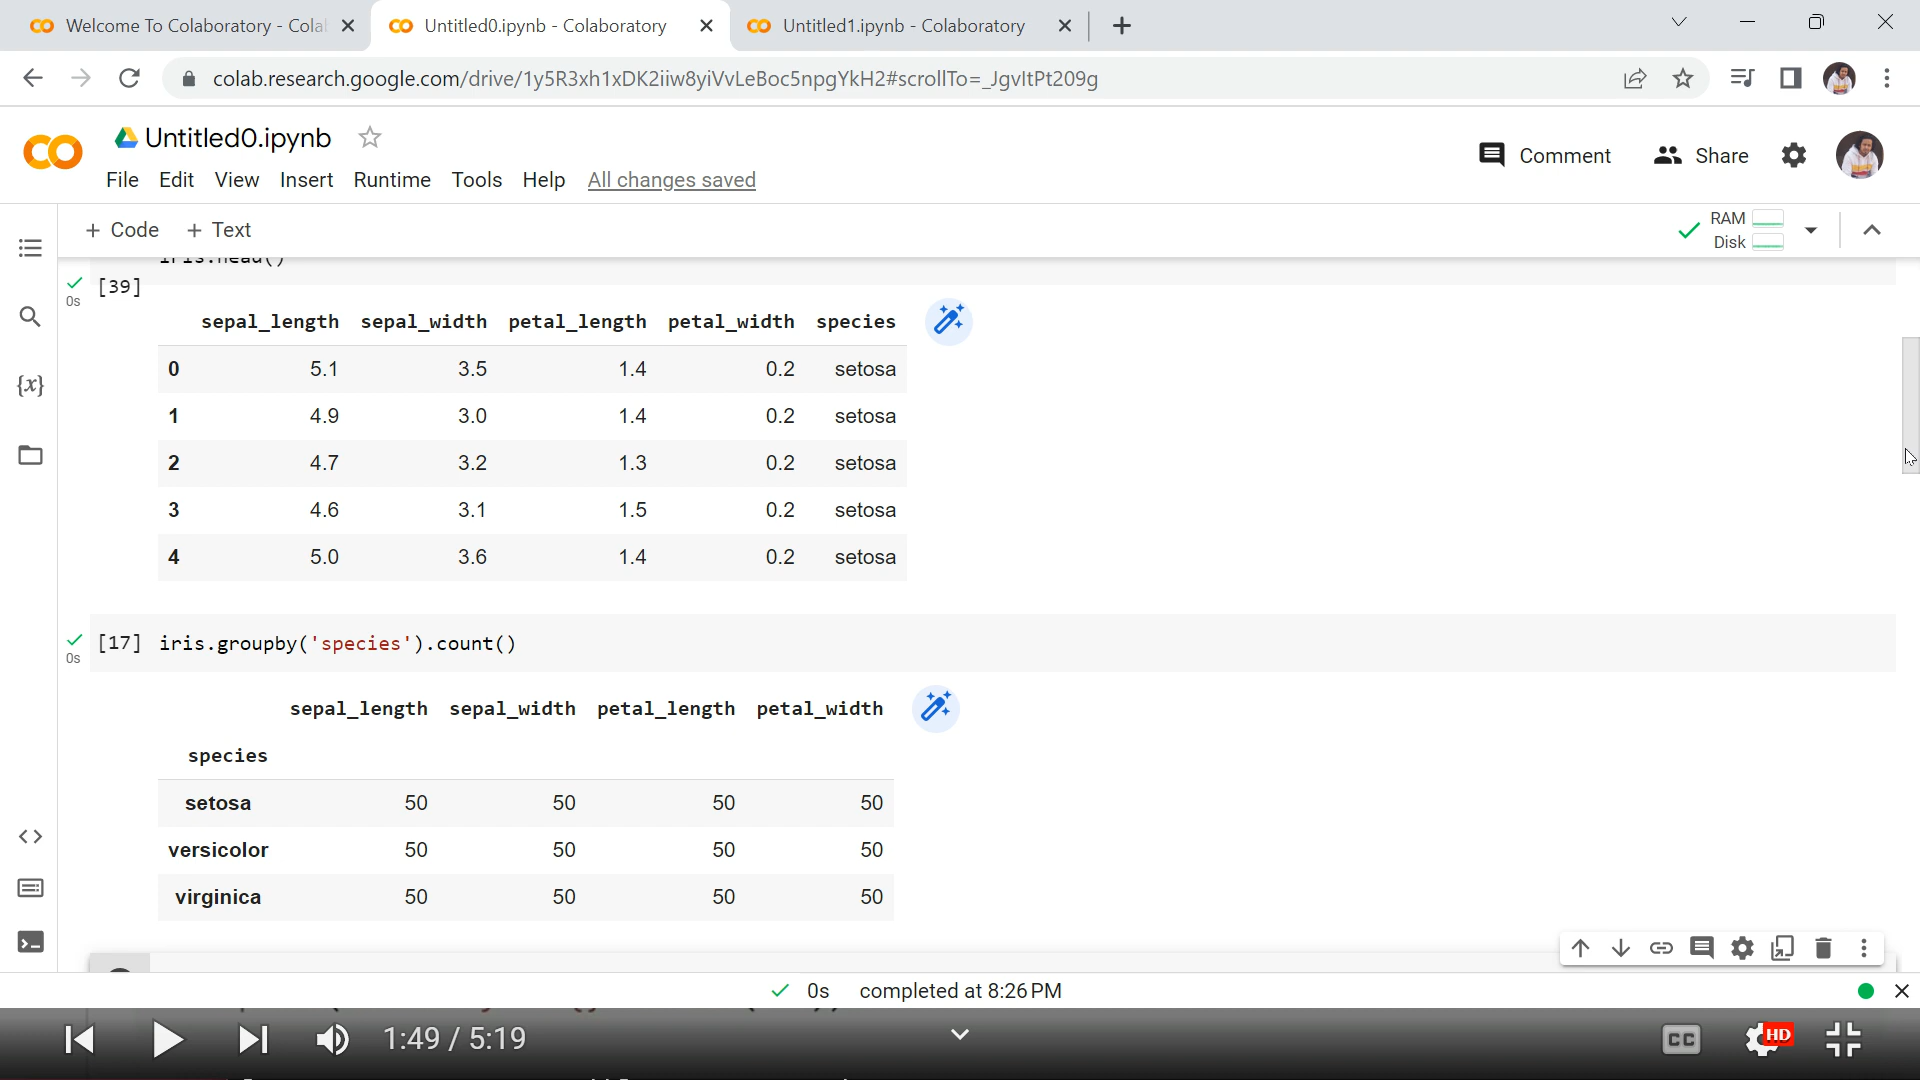 Welcome To Colaboratory - Cola
Untitled0.ipynb - Colaboratory
Untitled1.ipynb - Colaboratory
colab.research.google.com/drive/1y5R3xh1xDK2iiw8yiVvLeBoc5npgYkH2#scrollTo=_JgvltPt209g
Untitled0.ipynb
Comment
Share
File Edit View Insert Runtime Tools Help All changes saved
+ Code + Text
RAM
Disk
iris.head()
0s [39]
sepal_length sepal_width petal_length petal_width species
0 5.1 3.5 1.4 0.2 setosa
1 4.9 3.0 1.4 0.2 setosa
2 4.7 3.2 1.3 0.2 setosa
3 4.6 3.1 1.5 0.2 setosa
4 5.0 3.6 1.4 0.2 setosa
0s [17] iris.groupby('species').count()
sepal_length sepal_width petal_length petal_width
species
setosa 50 50 50 50
versicolor 50 50 50 50
virginica 50 50 50 50
0s completed at 8:26 PM
1:49 / 5:19
CC
HD